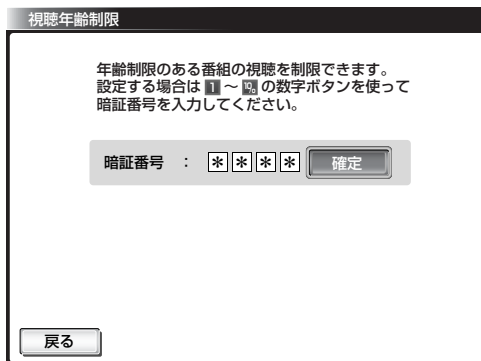 視聴年齢制限
年齢制限のある番組の視聴を制限できます。
設定する場合は 1 ~ 10 の数字ボタンを使って
暗証番号を入力してください。
暗証番号 : * * * * 確定
戻る